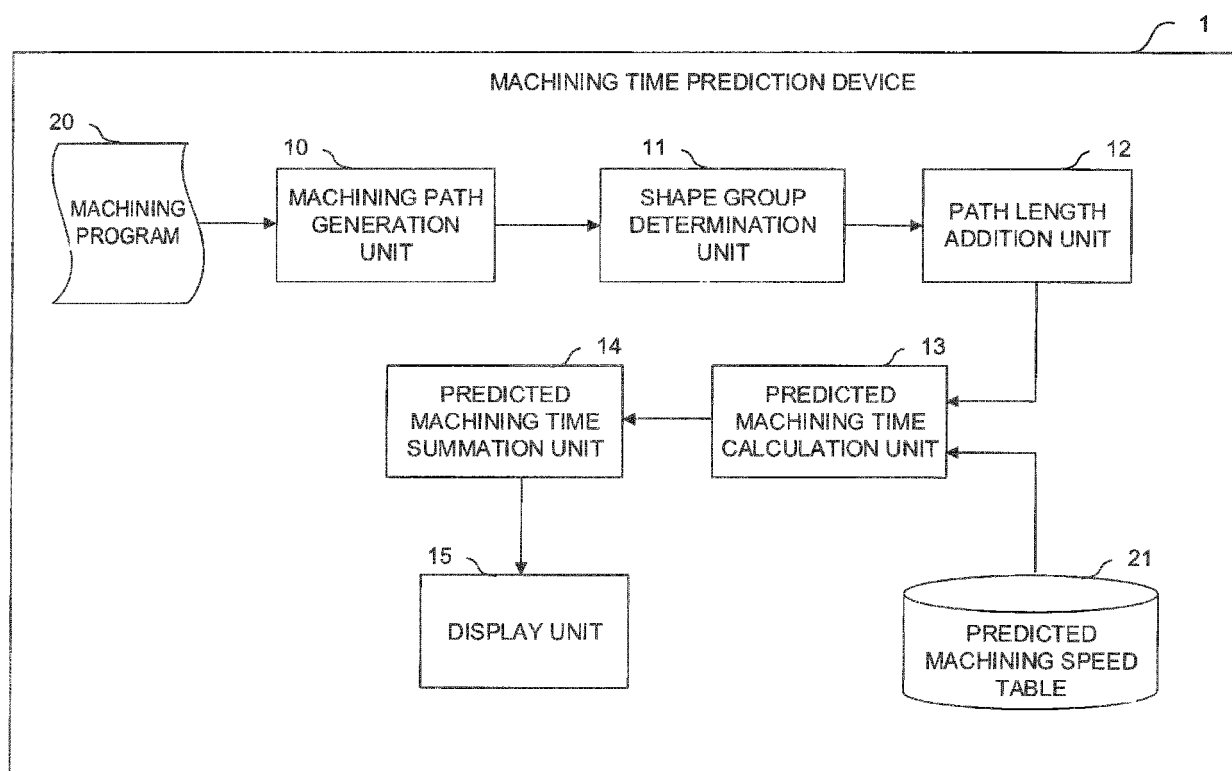 1
MACHINING TIME PREDICTION DEVICE
20
MACHINING
PROGRAM
10
MACHINING PATH
GENERATION
UNIT
11
SHAPE GROUP
DETERMINATION
UNIT
12
PATH LENGTH
ADDITION UNIT
14
PREDICTED
MACHINING TIME
SUMMATION UNIT
13
PREDICTED
MACHINING TIME
CALCULATION UNIT
15
DISPLAY UNIT
21
PREDICTED
MACHINING SPEED
TABLE